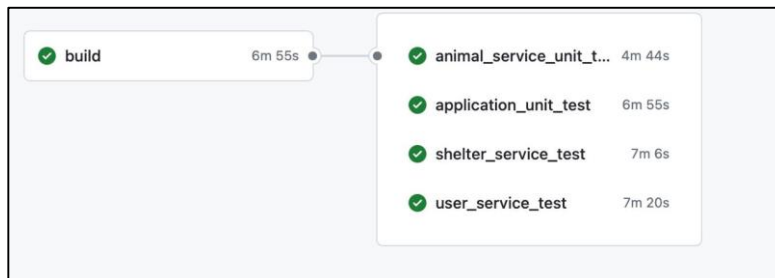 build 6m 55s
animal_service_unit_t... 4m 44s
application_unit_test 6m 55s
shelter_service_test 7m 6s
user_service_test 7m 20s